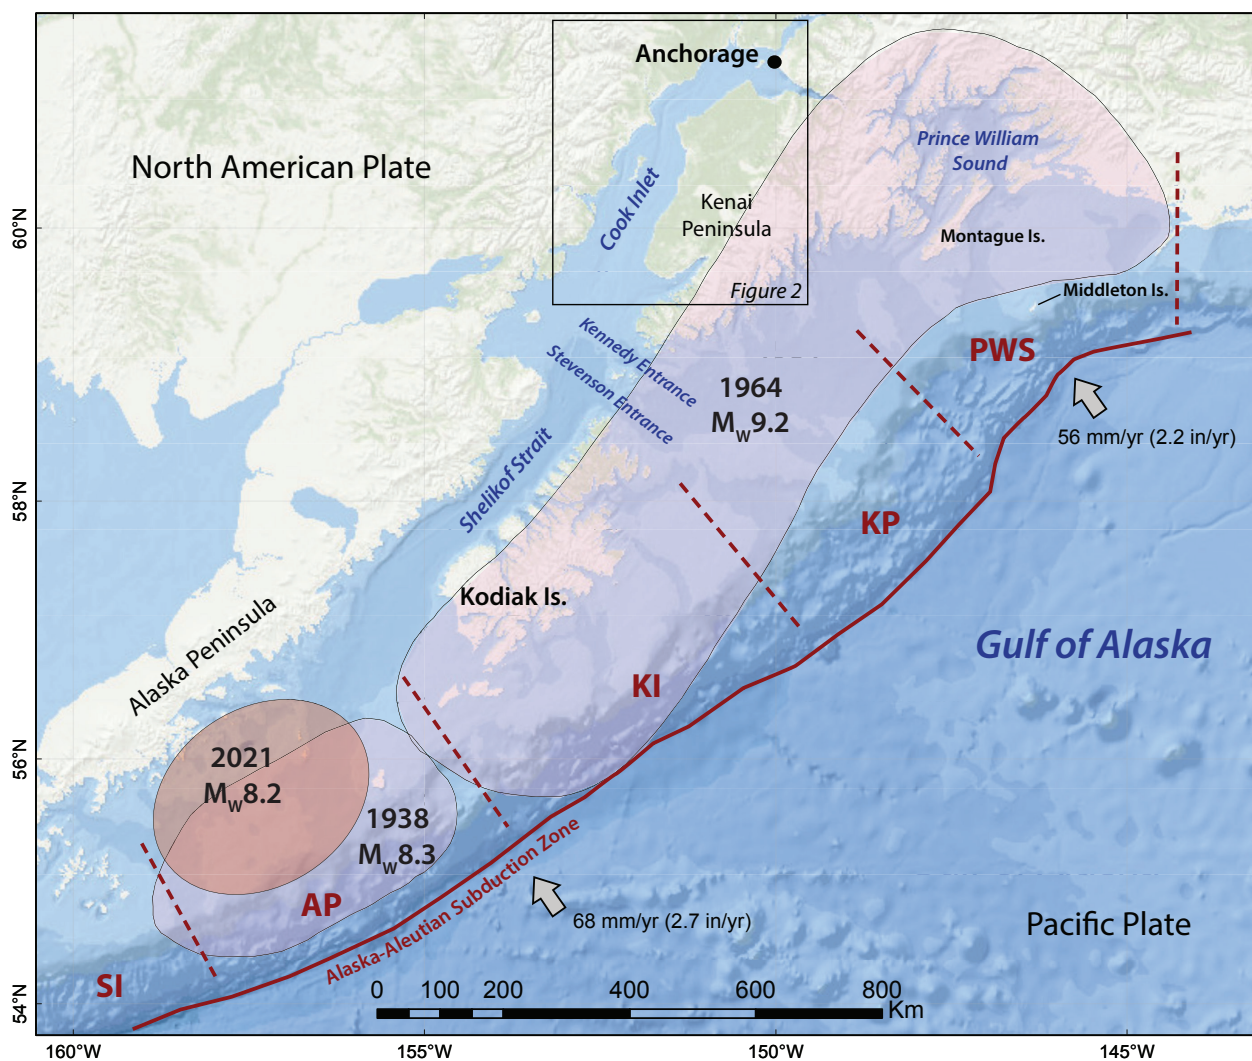 Anchorage
North American Plate
Prince William
Sound
Cook Inlet
Kenai
Peninsula
Montague Is.
Figure 2
Middleton Is.
60°N
Kennedy Entrance
Stevenson Entrance
PWS
1964
Mw9.2
56 mm/yr (2.2 in/yr)
58°N
Shelikof Strait
KP
Kodiak Is.
Alaska Peninsula
Gulf of Alaska
KI
56°N
2021
Mw8.2
1938
Mw8.3
AP
Alaska-Aleutian Subduction Zone
68 mm/yr (2.7 in/yr)
Pacific Plate
SI
54°N
0 100 200 400 600 800
Km
160°W 155°W 150°W 145°W